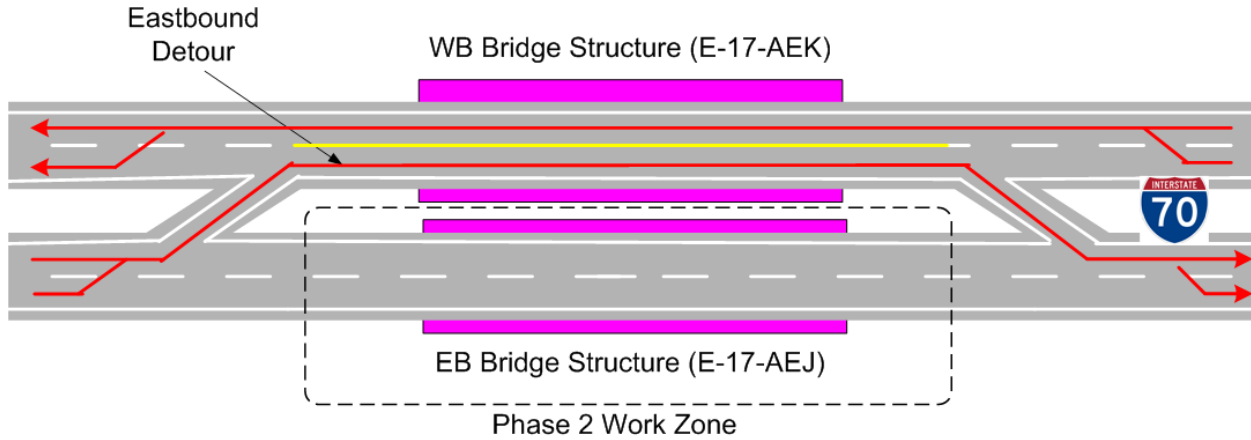 Eastbound
Detour
WB Bridge Structure (E-17-AEK)
INTERSTATE
70
EB Bridge Structure (E-17-AEJ)
Phase 2 Work Zone